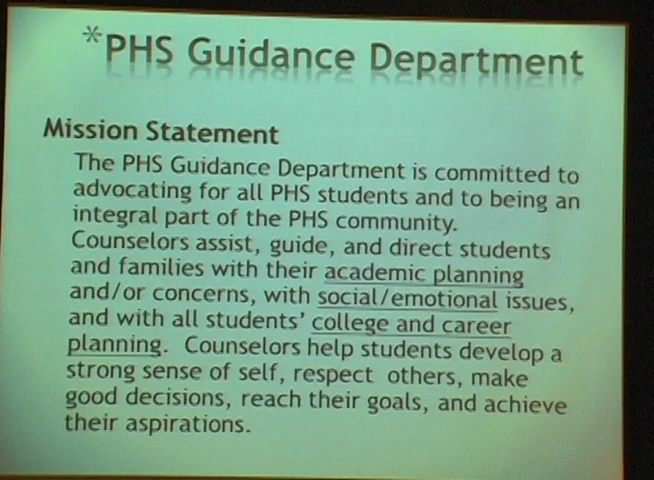 *PHS Guidance Department
Mission Statement
The PHS Guidance Department is committed to
advocating for all PHS students and to being an
integral part of the PHS community.
Counselors assist, guide, and direct students
and families with their academic planning
and/or concerns, with social/emotional issues,
and with all students' college and career
planning. Counselors help students develop a
strong sense of self, respect others, make
good decisions, reach their goals, and achieve
their aspirations.